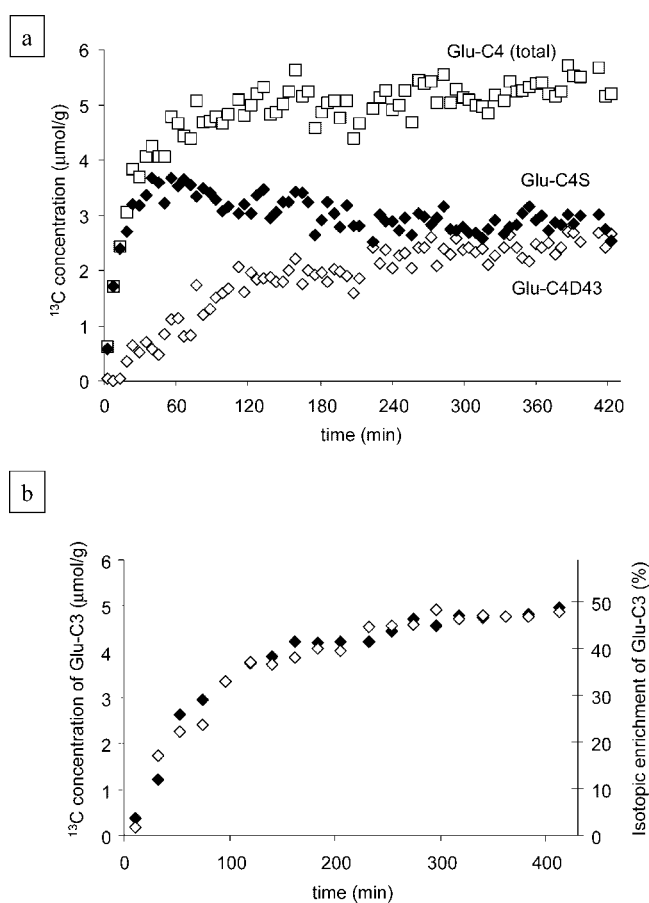 a
6
5
4
3
2
1
0
¹³C concentration (μmol/g)
Glu-C4 (total)
Glu-C4S
Glu-C4D43
0 60 120 180 240 300 360 420
time (min)
b
6
5
4
3
2
1
0
¹³C concentration of Glu-C3 (μmol/g)
50
40
30
20
10
0
Isotopic enrichment of Glu-C3 (%)
0 100 200 300 400
time (min)